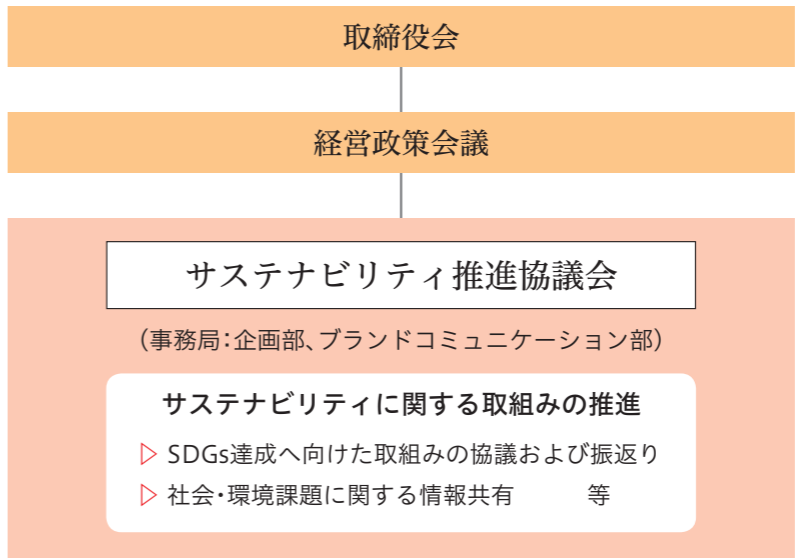 取締役会
経営政策会議
サステナビリティ推進協議会
（事務局：企画部、ブランドコミュニケーション部）
サステナビリティに関する取組みの推進
▷ SDGs達成へ向けた取組みの協議および振返り
▷ 社会・環境課題に関する情報共有　　　等